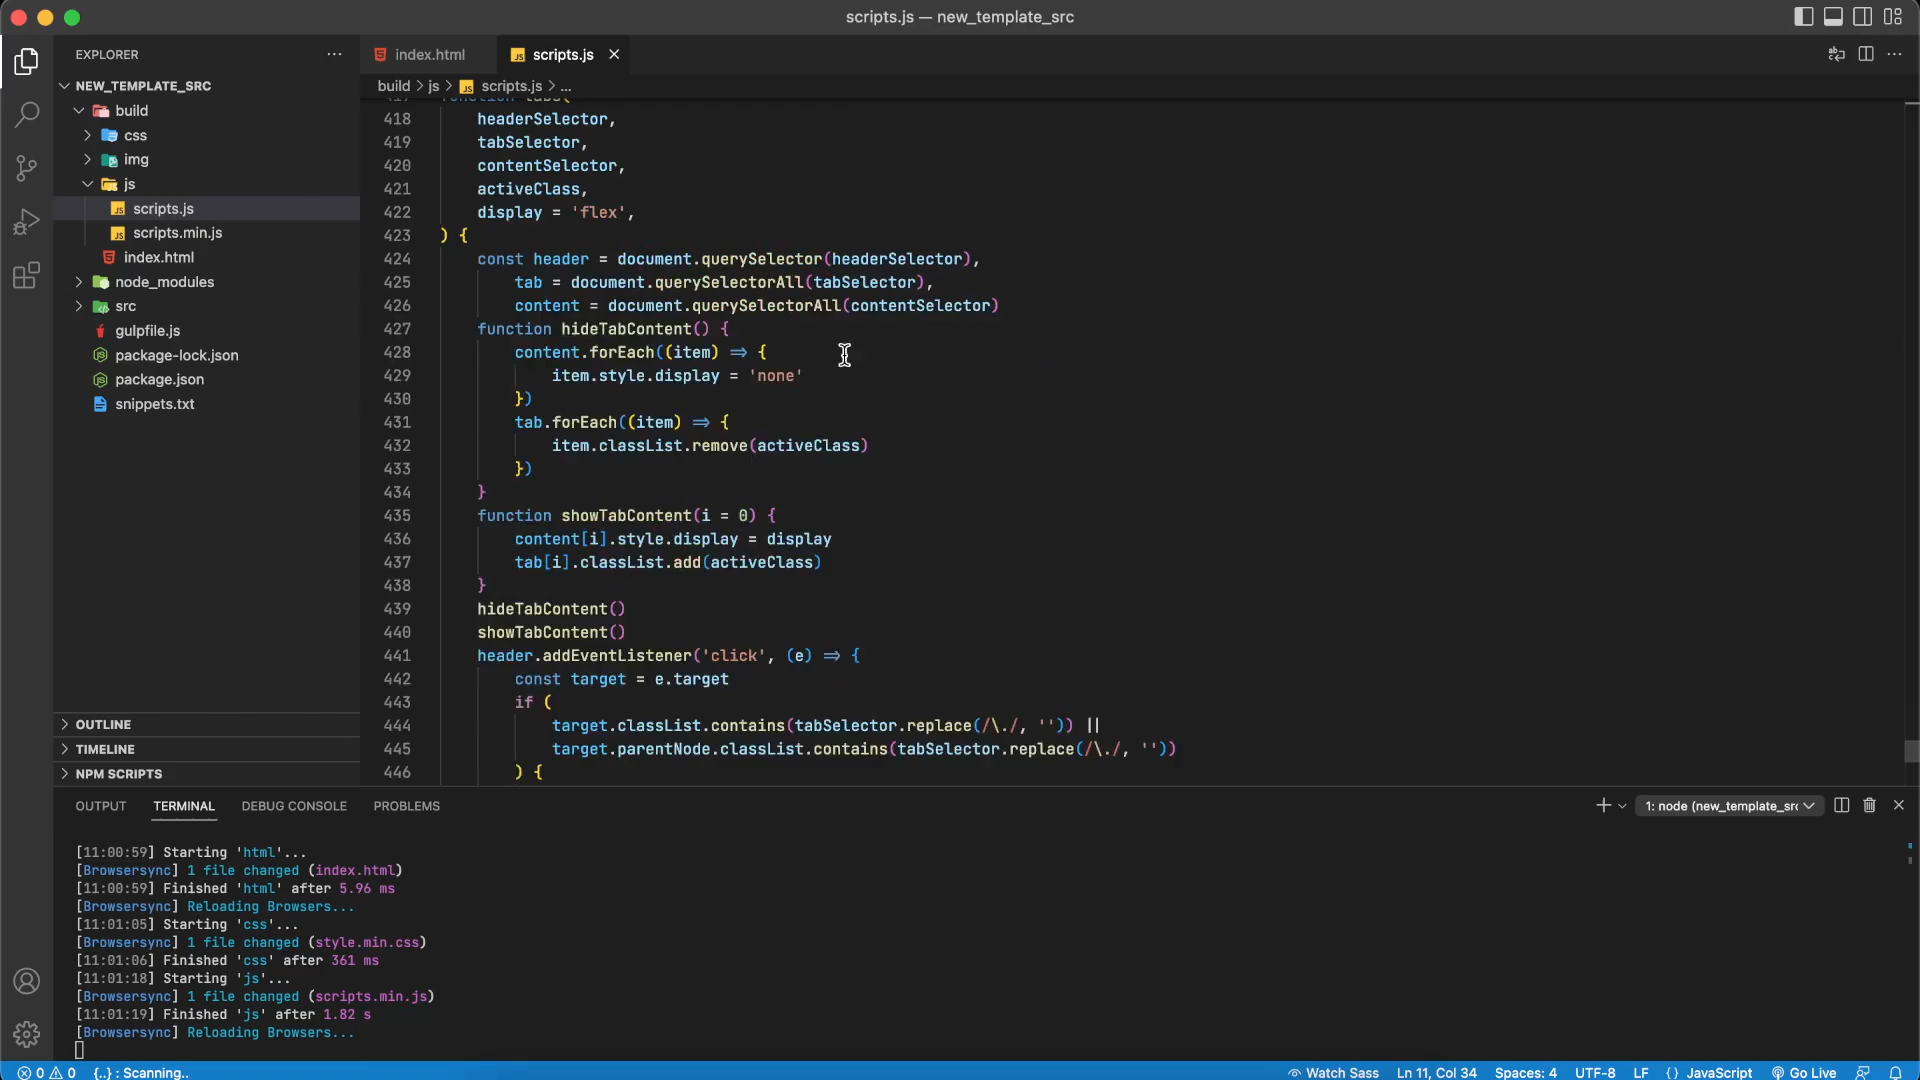 scripts.js — new_template_src
EXPLORER
index.html
scripts.js
NEW_TEMPLATE_SRC
build > js > scripts.js > ...
build
css
img
js
scripts.js
scripts.min.js
index.html
node_modules
src
gulpfile.js
package-lock.json
package.json
snippets.txt
OUTLINE
TIMELINE
NPM SCRIPTS
417 function tabs(
418 headerSelector,
419 tabSelector,
420 contentSelector,
421 activeClass,
422 display = 'flex',
423 ) {
424 const header = document.querySelector(headerSelector),
425 tab = document.querySelectorAll(tabSelector),
426 content = document.querySelectorAll(contentSelector)
427 function hideTabContent() {
428 content.forEach((item) => {
429 item.style.display = 'none'
430 })
431 tab.forEach((item) => {
432 item.classList.remove(activeClass)
433 })
434 }
435 function showTabContent(i = 0) {
436 content[i].style.display = display
437 tab[i].classList.add(activeClass)
438 }
439 hideTabContent()
440 showTabContent()
441 header.addEventListener('click', (e) => {
442 const target = e.target
443 if (
444 target.classList.contains(tabSelector.replace(/\./, '')) ||
445 target.parentNode.classList.contains(tabSelector.replace(/\./, ''))
446 ) {
OUTPUT TERMINAL DEBUG CONSOLE PROBLEMS
1: node (new_template_src
[11:00:59] Starting 'html'...
[Browsersync] 1 file changed (index.html)
[11:00:59] Finished 'html' after 5.96 ms
[Browsersync] Reloading Browsers...
[11:01:05] Starting 'css'...
[Browsersync] 1 file changed (style.min.css)
[11:01:06] Finished 'css' after 361 ms
[11:01:18] Starting 'js'...
[Browsersync] 1 file changed (scripts.min.js)
[11:01:19] Finished 'js' after 1.82 s
[Browsersync] Reloading Browsers...
0 0 {..} : Scanning.. Watch Sass Ln 11, Col 34 Spaces: 4 UTF-8 LF {} JavaScript Go Live